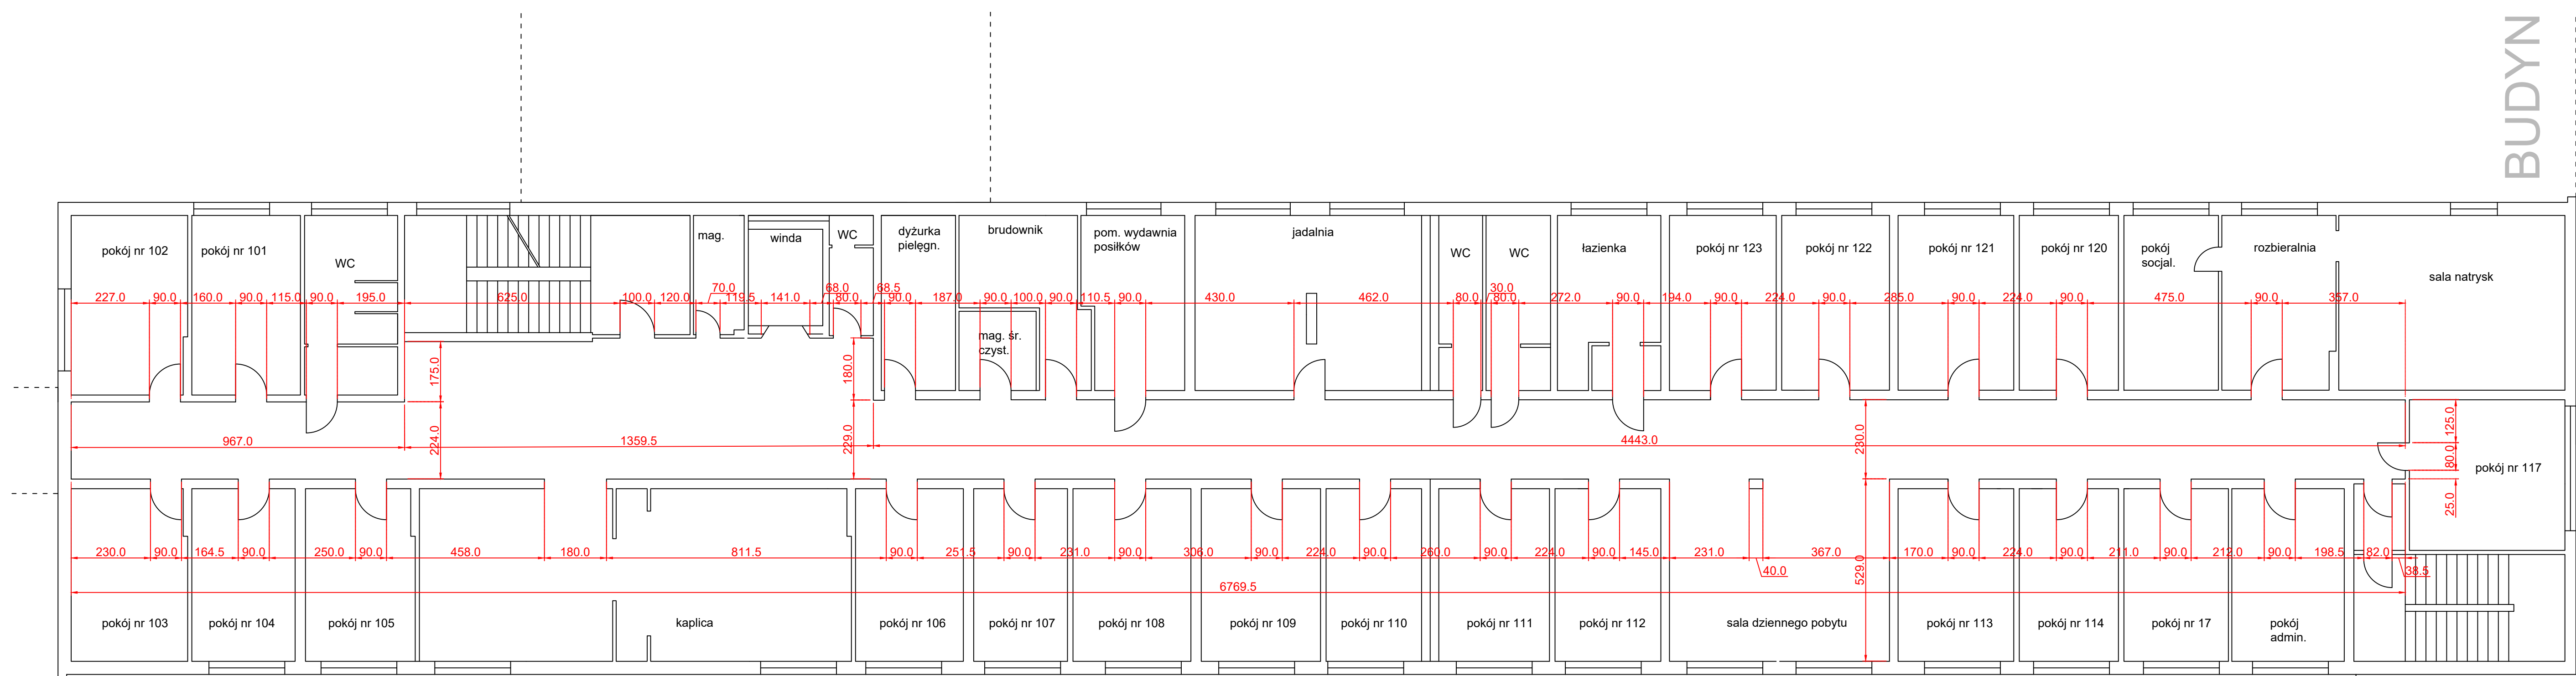 BUDYN
pokój nr 102
pokój nr 101
WC
mag.
winda
WC
dyżurka
pielęgn.
brudownik
pom. wydawnia
posiłków
jadalnia
WC
WC
łazienka
pokój nr 123
pokój nr 122
pokój nr 121
pokój nr 120
pokój
socjal.
rozbieralnia
sala natrysk
mag. śr.
czyst.
227.0
90.0
160.0
90.0
115.0
90.0
195.0
625.0
100.0
120.0
70.0
119.5
141.0
68.0
80.0
68.5
90.0
187.0
90.0
100.0
90.0
110.5
90.0
430.0
462.0
80.0
30.0
80.0
272.0
90.0
194.0
90.0
224.0
90.0
285.0
90.0
224.0
90.0
475.0
90.0
357.0
175.0
180.0
967.0
224.0
1359.5
229.0
4443.0
230.0
125.0
80.0
25.0
pokój nr 117
230.0
90.0
164.5
90.0
250.0
90.0
458.0
180.0
811.5
90.0
251.5
90.0
231.0
90.0
306.0
90.0
224.0
90.0
260.0
90.0
224.0
90.0
145.0
231.0
40.0
367.0
529.0
170.0
90.0
224.0
90.0
211.0
90.0
212.0
90.0
198.5
82.0
38.5
6769.5
pokój nr 103
pokój nr 104
pokój nr 105
kaplica
pokój nr 106
pokój nr 107
pokój nr 108
pokój nr 109
pokój nr 110
pokój nr 111
pokój nr 112
sala dziennego pobytu
pokój nr 113
pokój nr 114
pokój nr 17
pokój
admin.